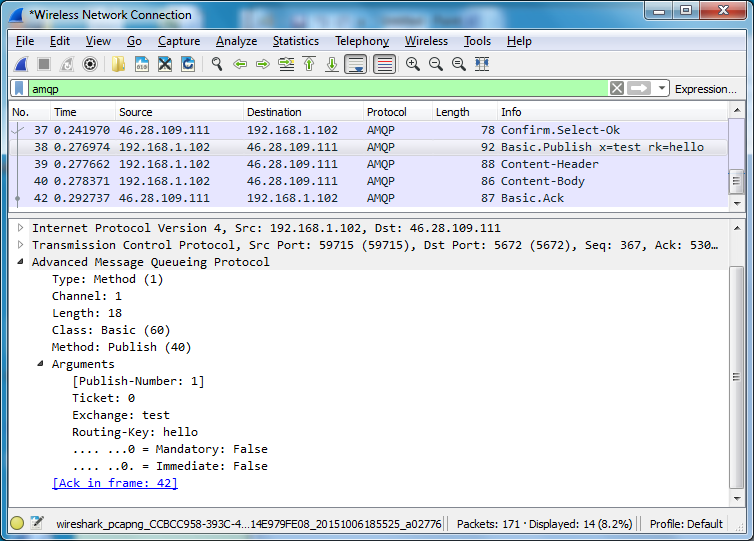 *Wireless Network Connection
File Edit View Go Capture Analyze Statistics Telephony Wireless Tools Help
amqp Expression...
No. Time Source Destination Protocol Length Info
37 0.241970 46.28.109.111 192.168.1.102 AMQP 78 Confirm.Select-Ok
38 0.276974 192.168.1.102 46.28.109.111 AMQP 92 Basic.Publish x=test rk=hello
39 0.277662 192.168.1.102 46.28.109.111 AMQP 88 Content-Header
40 0.278371 192.168.1.102 46.28.109.111 AMQP 86 Content-Body
42 0.292737 46.28.109.111 192.168.1.102 AMQP 87 Basic.Ack
Internet Protocol Version 4, Src: 192.168.1.102, Dst: 46.28.109.111
Transmission Control Protocol, Src Port: 59715 (59715), Dst Port: 5672 (5672), Seq: 367, Ack: 530...
Advanced Message Queueing Protocol
Type: Method (1)
Channel: 1
Length: 18
Class: Basic (60)
Method: Publish (40)
Arguments
[Publish-Number: 1]
Ticket: 0
Exchange: test
Routing-Key: hello
.... ...0 = Mandatory: False
.... ..0. = Immediate: False
[Ack in frame: 42]
wireshark_pcapng_CCBCC958-393C-4...14E979FE08_20151006185525_a02776 Packets: 171 · Displayed: 14 (8.2%) Profile: Default